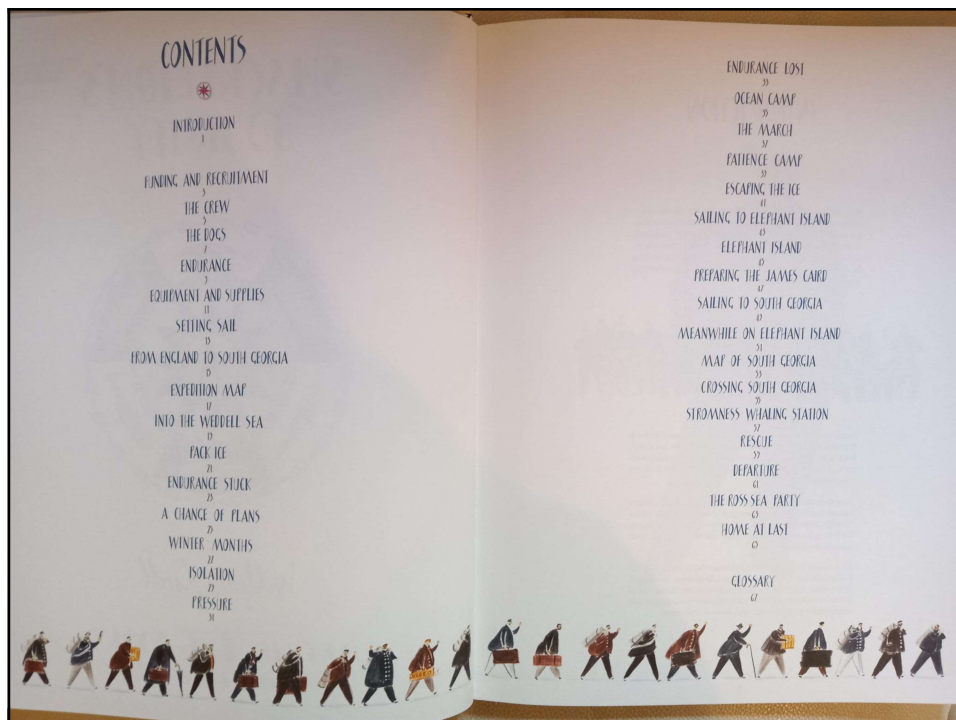 CONTENTS
INTRODUCTION
1
FUNDING AND RECRUITMENT
3
THE CREW
5
THE DOGS
7
ENDURANCE
9
EQUIPMENT AND SUPPLIES
11
SETTING SAIL
13
FROM ENGLAND TO SOUTH GEORGIA
15
EXPEDITION MAP
17
INTO THE WEDDELL SEA
19
PACK ICE
21
ENDURANCE STUCK
23
A CHANGE OF PLANS
25
WINTER MONTHS
27
ISOLATION
29
PRESSURE
31
ENDURANCE LOST
33
OCEAN CAMP
35
THE MARCH
37
PATIENCE CAMP
39
ESCAPING THE ICE
41
SAILING TO ELEPHANT ISLAND
43
ELEPHANT ISLAND
45
PREPARING THE JAMES CAIRD
47
SAILING TO SOUTH GEORGIA
49
MEANWHILE ON ELEPHANT ISLAND
51
MAP OF SOUTH GEORGIA
53
CROSSING SOUTH GEORGIA
55
STROMNESS WHALING STATION
57
RESCUE
59
DEPARTURE
61
THE ROSS SEA PARTY
63
HOME AT LAST
65
GLOSSARY
67